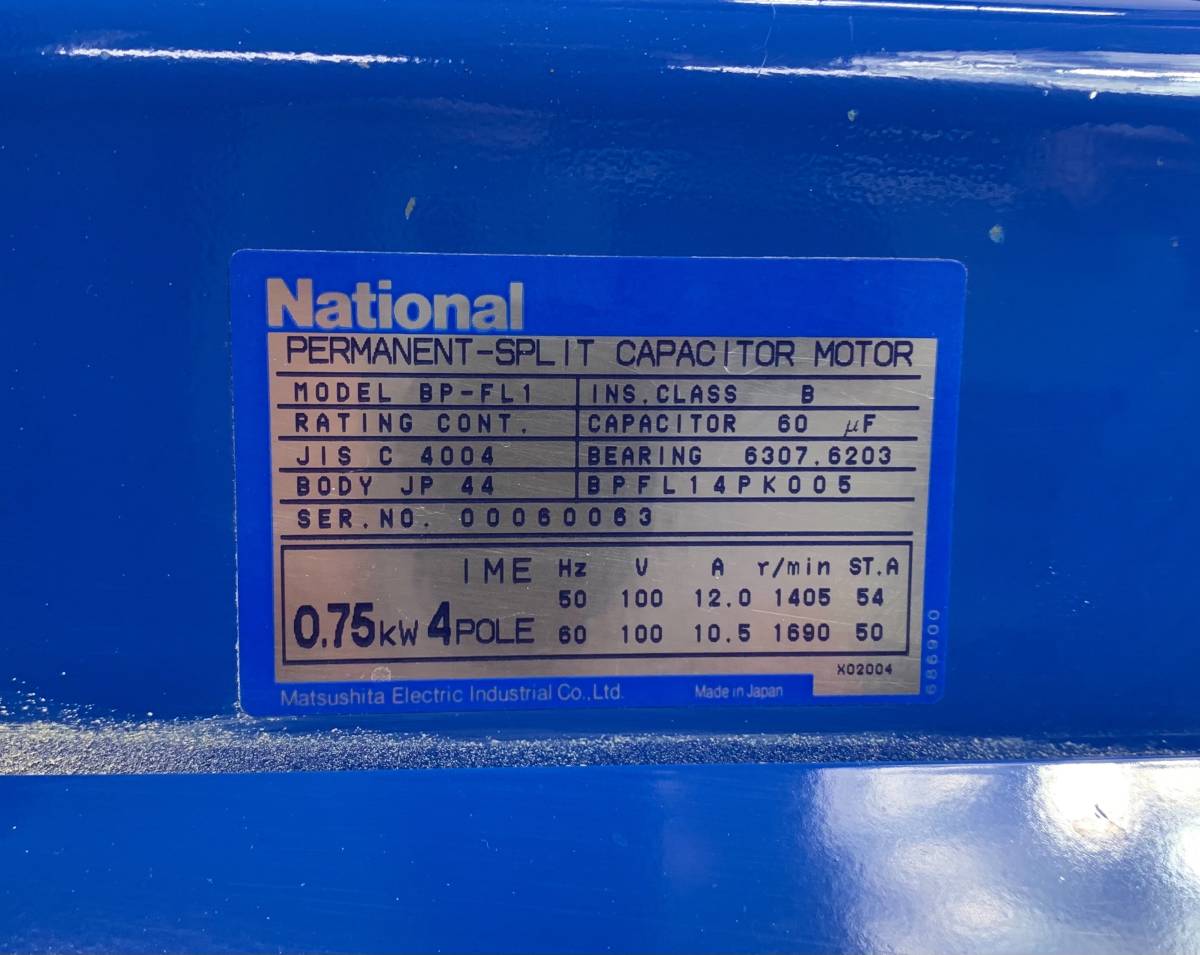 National
PERMANENT-SPLIT CAPACITOR MOTOR
MODEL BP-FL1 INS.CLASS B
RATING CONT. CAPACITOR 60 μF
JIS C 4004 BEARING 6307,6203
BODY JP 44 BPFL14PK005
SER.NO. 00060063
IME Hz V A r/min ST.A
50 100 12.0 1405 54
0.75kW 4POLE 60 100 10.5 1690 50
X02004
686900
Matsushita Electric Industrial Co.,Ltd. Made in Japan